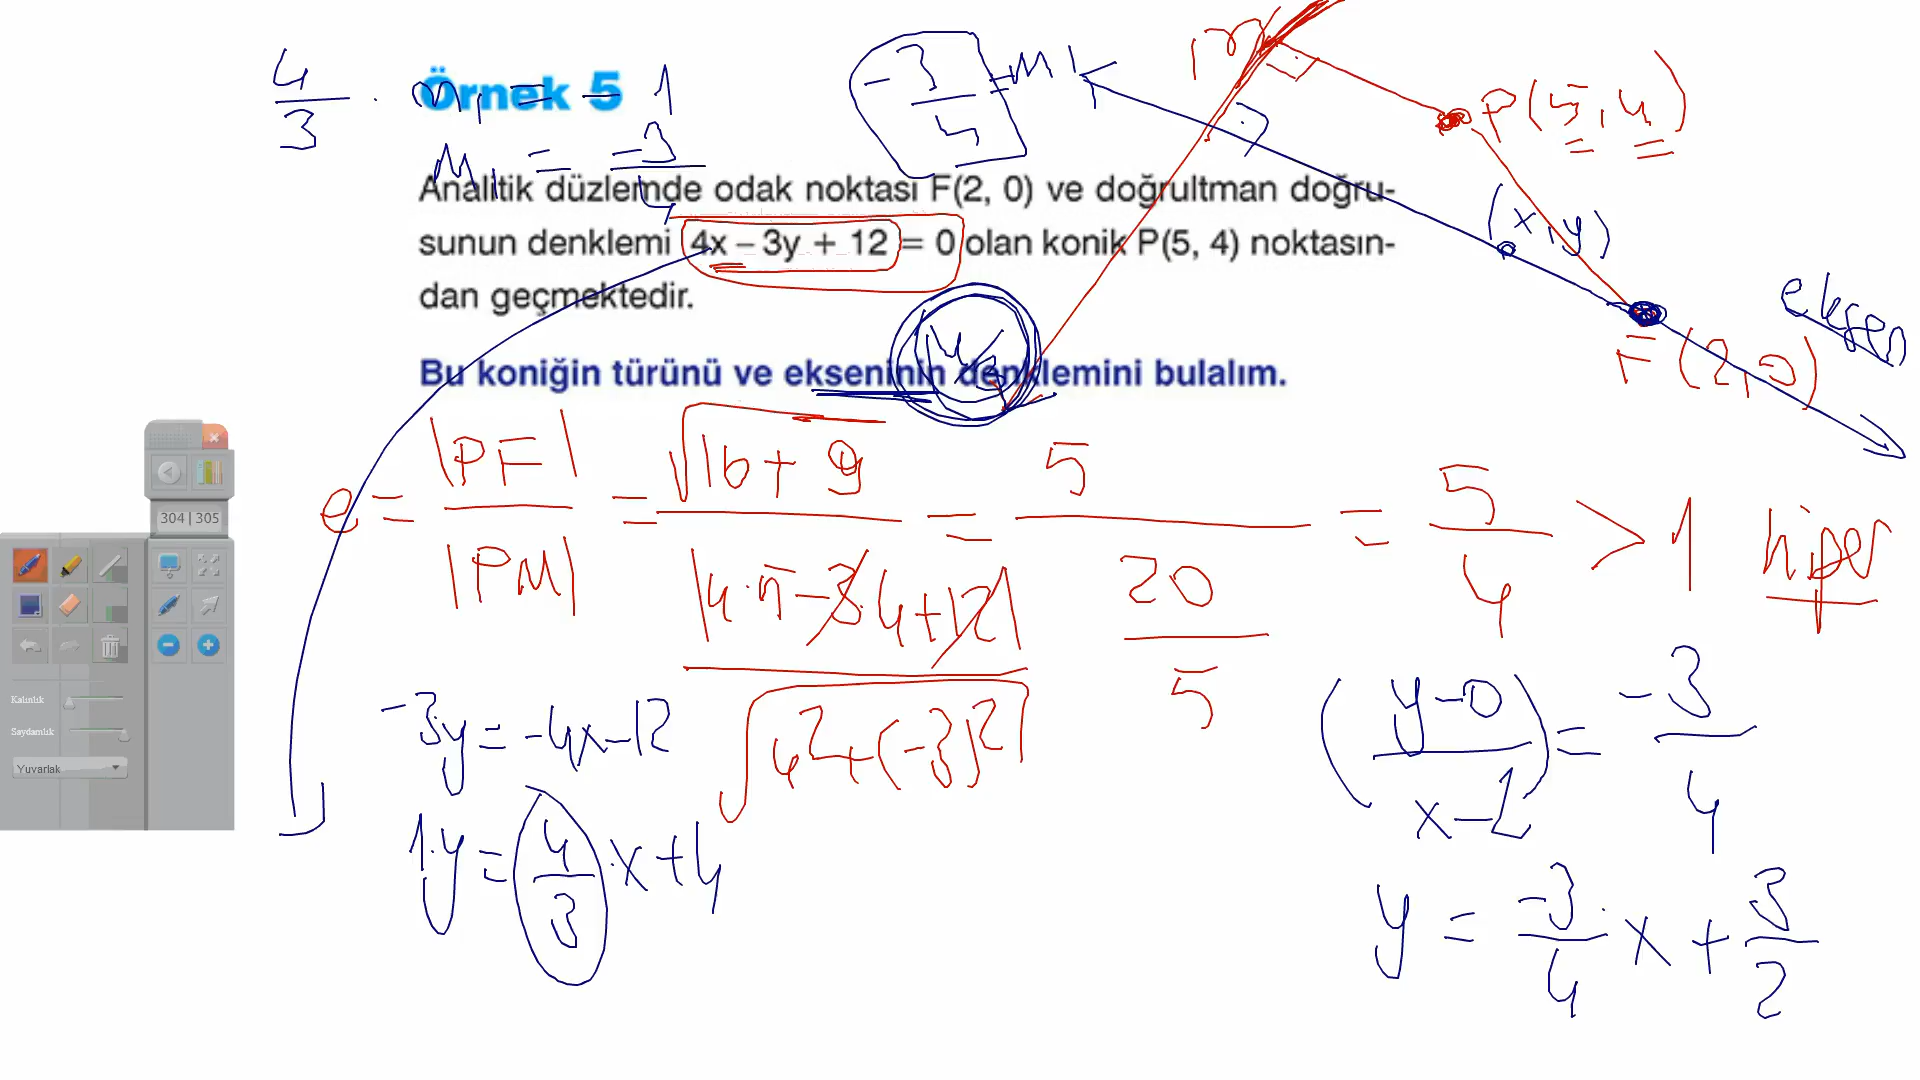 4/3 . m₁ = -1
m₁ = -3/4
-3/4 = m
M
P(5,4)
(x,y)
F(2,0)
eksen
Örnek 5
Analitik düzlemde odak noktası F(2, 0) ve doğrultman doğru-
sunun denklemi 4x – 3y + 12 = 0 olan konik P(5, 4) noktasın-
dan geçmektedir.
Bu koniğin türünü ve ekseninin denklemini bulalım.
4/3
e = |PF|/|PM| = √16+9 / (|4.5-3.4+12| / √4²+(-3)²) = 5/(20/5) = 5/4 > 1 hiper
304 | 305
Kalınlık
Saydamlık
Yuvarlak
-3y = -4x-12
1.y = 4/3 .x+4
(y-0/x-2) = -3/4
y = -3/4 . x + 3/2